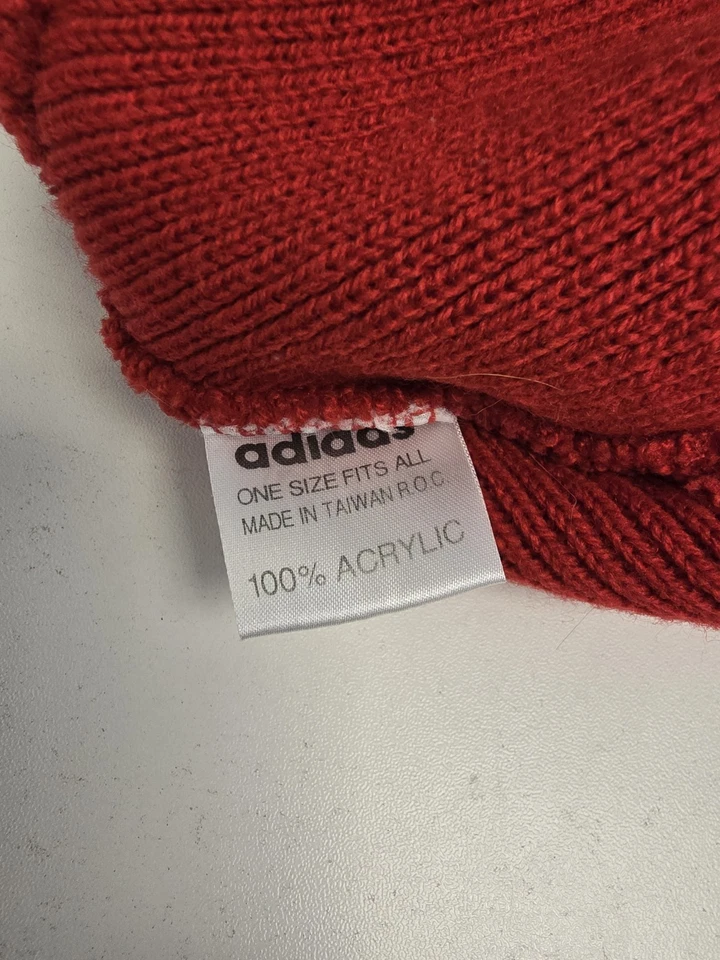 adidas
ONE SIZE FITS ALL
MADE IN TAIWAN R.O.C.
100% ACRYLIC